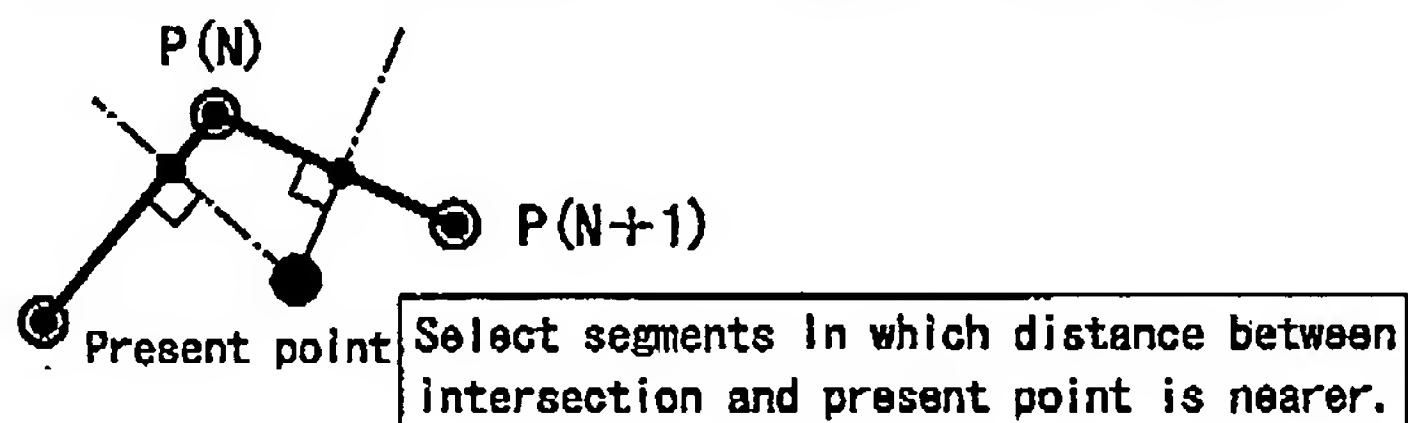 P(N)
P(N+1)
Present point
Select segments in which distance between
intersection and present point is nearer.